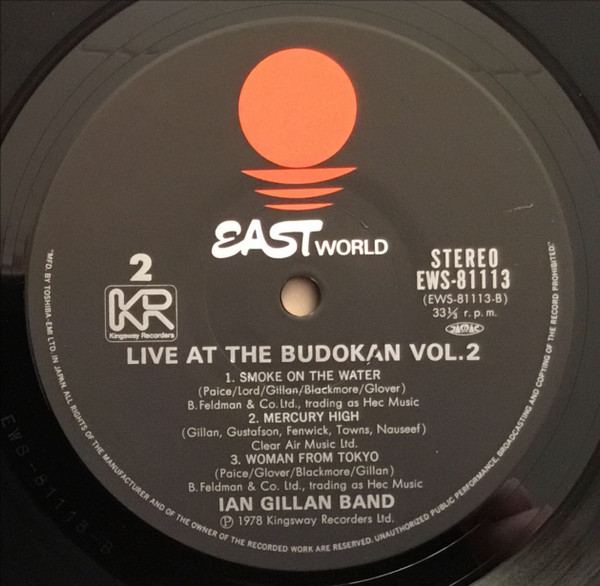 EAST WORLD
2
KR
Kingsway Recorders
STEREO
EWS-81113
(EWS-81113-B)
33⅓ r.p.m.
JASRAC
LIVE AT THE BUDOKAN VOL.2
1. SMOKE ON THE WATER
(Paice/Lord/Gillan/Blackmore/Glover)
B. Feldman & Co. Ltd., trading as Hec Music
2. MERCURY HIGH
(Gillan, Gustafson, Fenwick, Towns, Nauseef)
Clear Air Music Ltd.
3. WOMAN FROM TOKYO
(Paice/Glover/Blackmore/Gillan)
B. Feldman & Co. Ltd., trading as Hec Music
IAN GILLAN BAND
Ⓟ 1978 Kingsway Recorders Ltd.
"MFD. BY TOSHIBA-EMI LTD. IN JAPAN. ALL RIGHTS OF THE MANUFACTURER AND OF THE OWNER OF THE RECORDED WORK ARE RESERVED. UNAUTHORIZED PUBLIC PERFORMANCE, BROADCASTING AND COPYING OF THE RECORD PROHIBITED."
EWS-81113-B